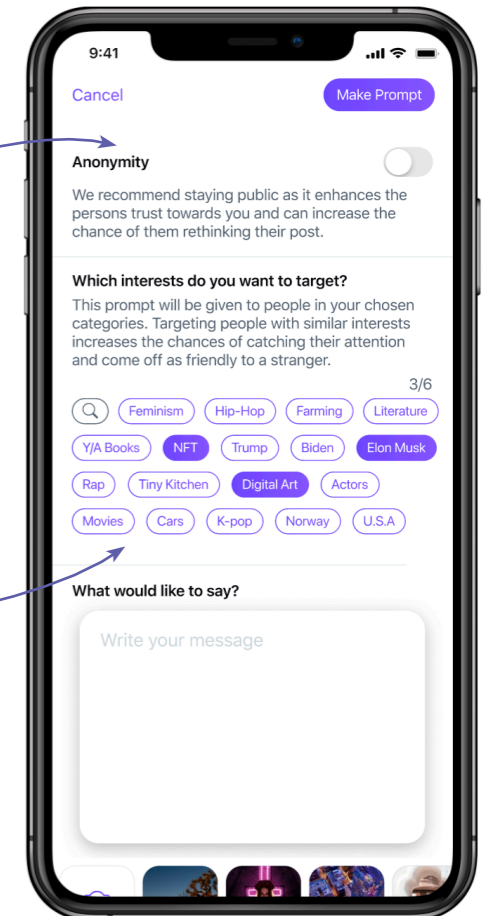 9:41
Cancel
Make Prompt
Anonymity
We recommend staying public as it enhances the
persons trust towards you and can increase the
chance of them rethinking their post.
Which interests do you want to target?
This prompt will be given to people in your chosen
categories. Targeting people with similar interests
increases the chances of catching their attention
and come off as friendly to a stranger.
3/6
Feminism Hip-Hop Farming Literature
Y/A Books NFT Trump Biden Elon Musk
Rap Tiny Kitchen Digital Art Actors
Movies Cars K-pop Norway U.S.A
What would like to say?
Write your message